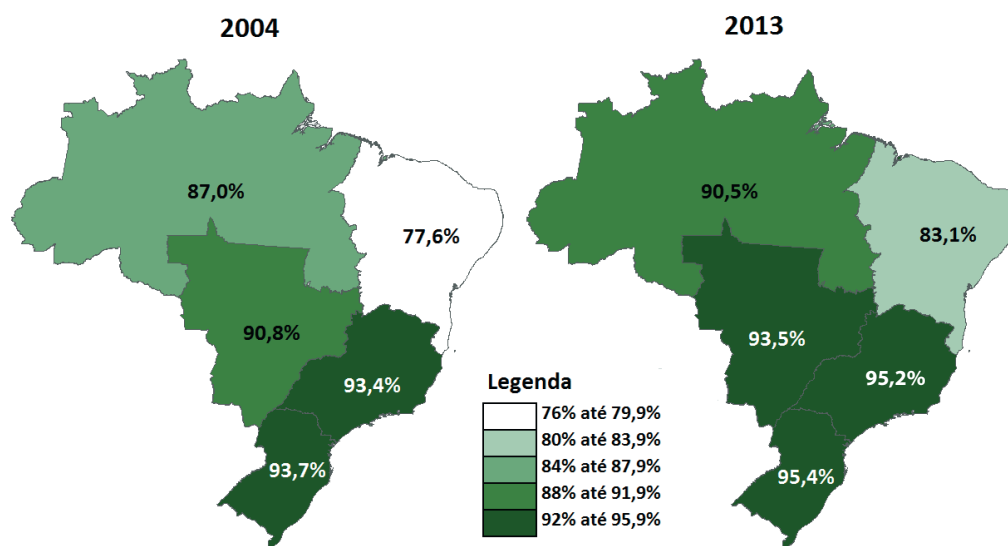 2004
2013
87,0%
77,6%
90,8%
93,4%
93,7%
90,5%
83,1%
93,5%
95,2%
95,4%
Legenda
76% até 79,9%
80% até 83,9%
84% até 87,9%
88% até 91,9%
92% até 95,9%